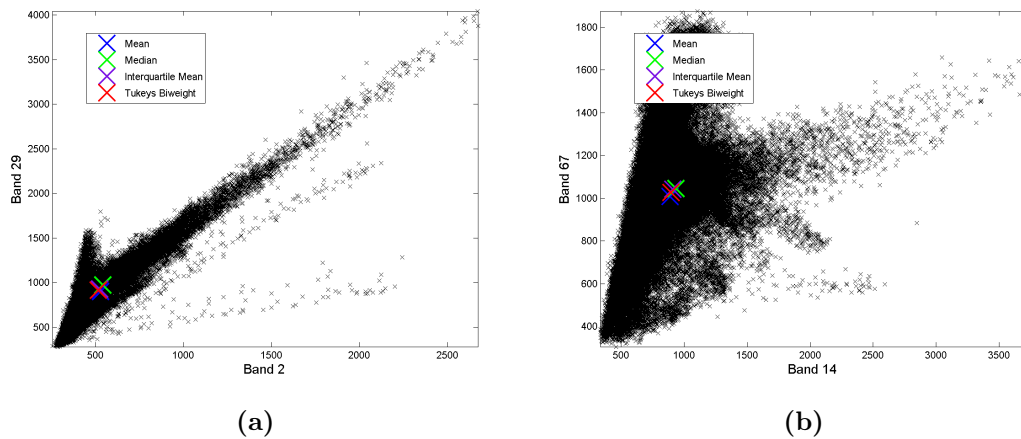 4000
3500
3000
2500
2000
1500
1000
500
500 1000 1500 2000 2500
Band 29
Band 2
Mean
Median
Interquartile Mean
Tukeys Biweight
(a)
1800
1600
1400
1200
1000
800
600
400
500 1000 1500 2000 2500 3000 3500
Band 67
Band 14
Mean
Median
Interquartile Mean
Tukeys Biweight
(b)